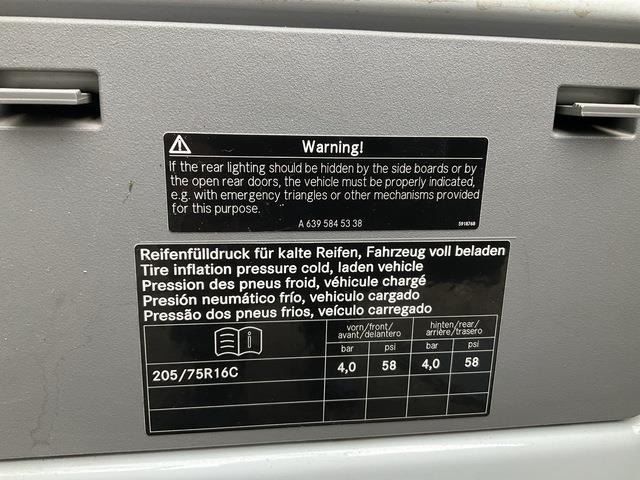 Warning!
If the rear lighting should be hidden by the side boards or by
the open rear doors, the vehicle must be properly indicated,
e.g. with emergency triangles or other mechanisms provided
for this purpose.
A 639 584 53 38
5918768
Reifenfülldruck für kalte Reifen, Fahrzeug voll beladen
Tire inflation pressure cold, laden vehicle
Pression des pneus froid, véhicule chargé
Presión neumático frío, vehiculo cargado
Pressão dos pneus frios, veículo carregado
vorn/front/ hinten/rear/
avant/delantero arrière/trasero
bar psi bar psi
205/75R16C 4,0 58 4,0 58